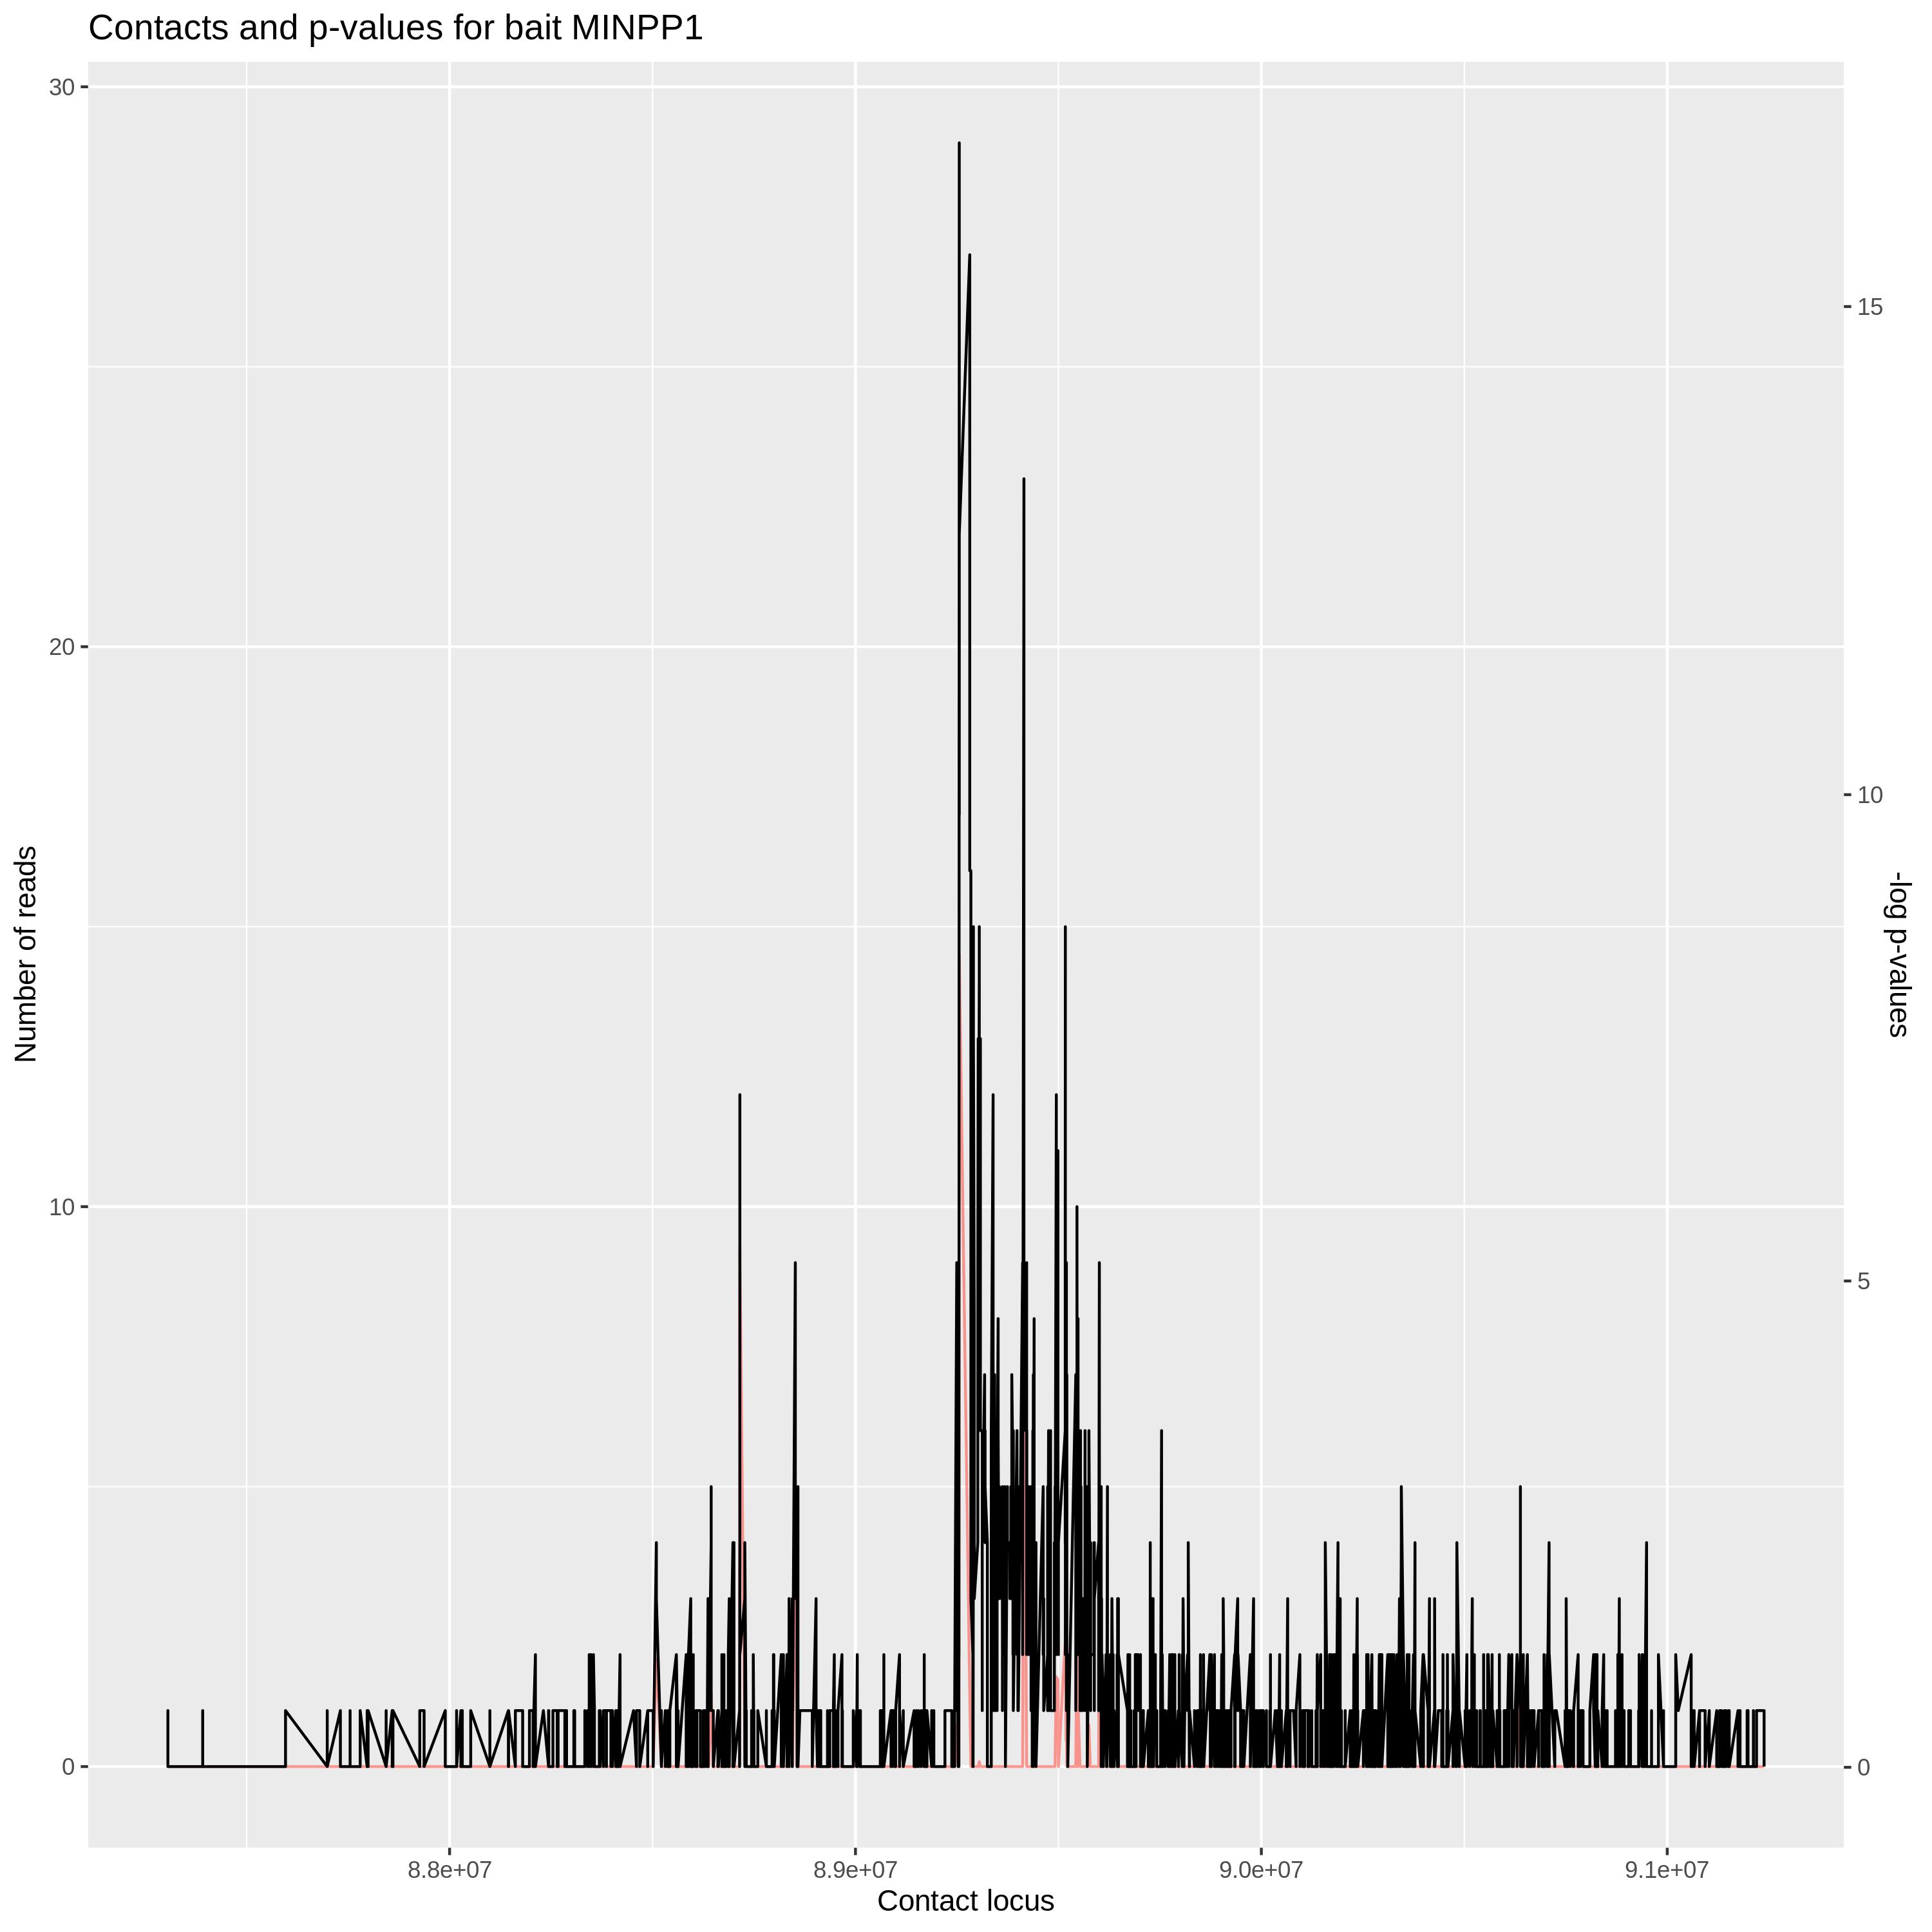 Contacts and p-values for bait MINPP1
30
20
10
0
15
10
5
0
Number of reads
-log p-values
8.8e+07
8.9e+07
9.0e+07
9.1e+07
Contact locus